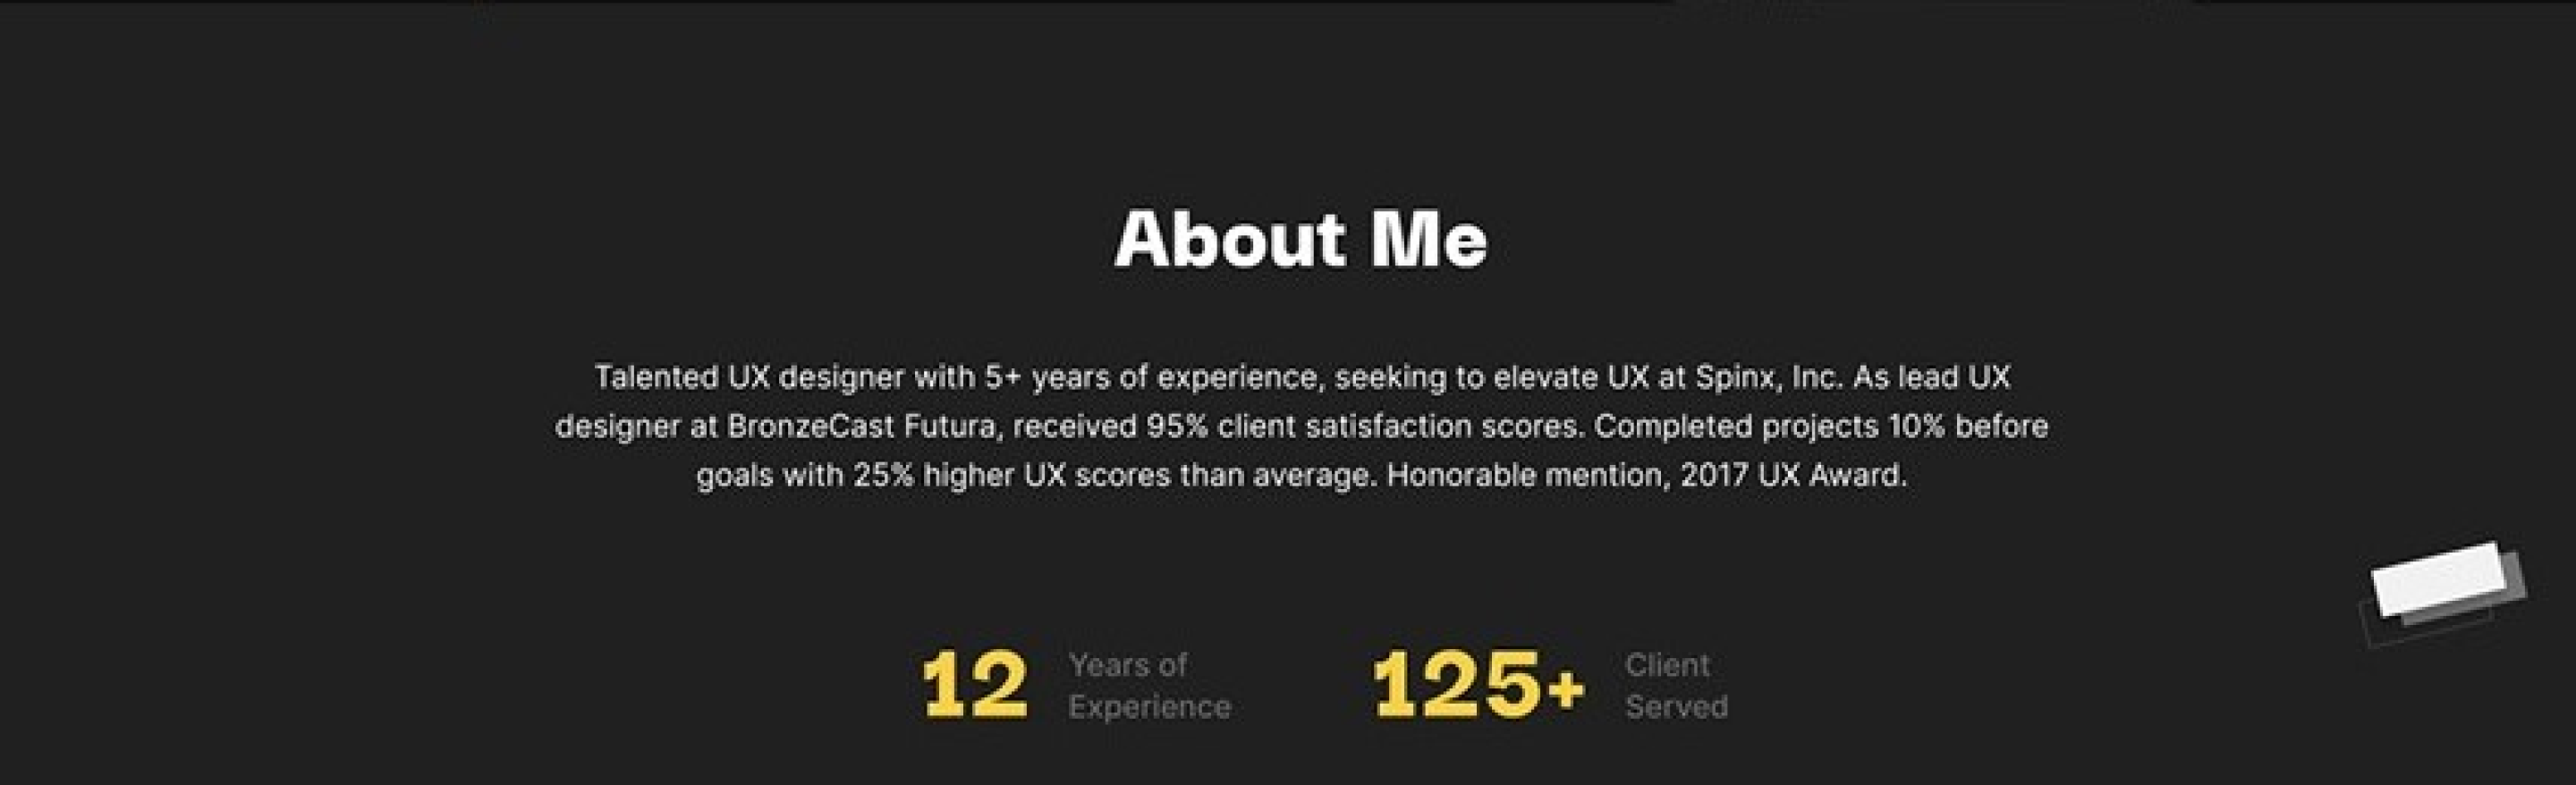 About Me
Talented UX designer with 5+ years of experience, seeking to elevate UX at Spinx, Inc. As lead UX
designer at BronzeCast Futura, received 95% client satisfaction scores. Completed projects 10% before
goals with 25% higher UX scores than average. Honorable mention, 2017 UX Award.
12
Years of
Experience
125+
Client
Served